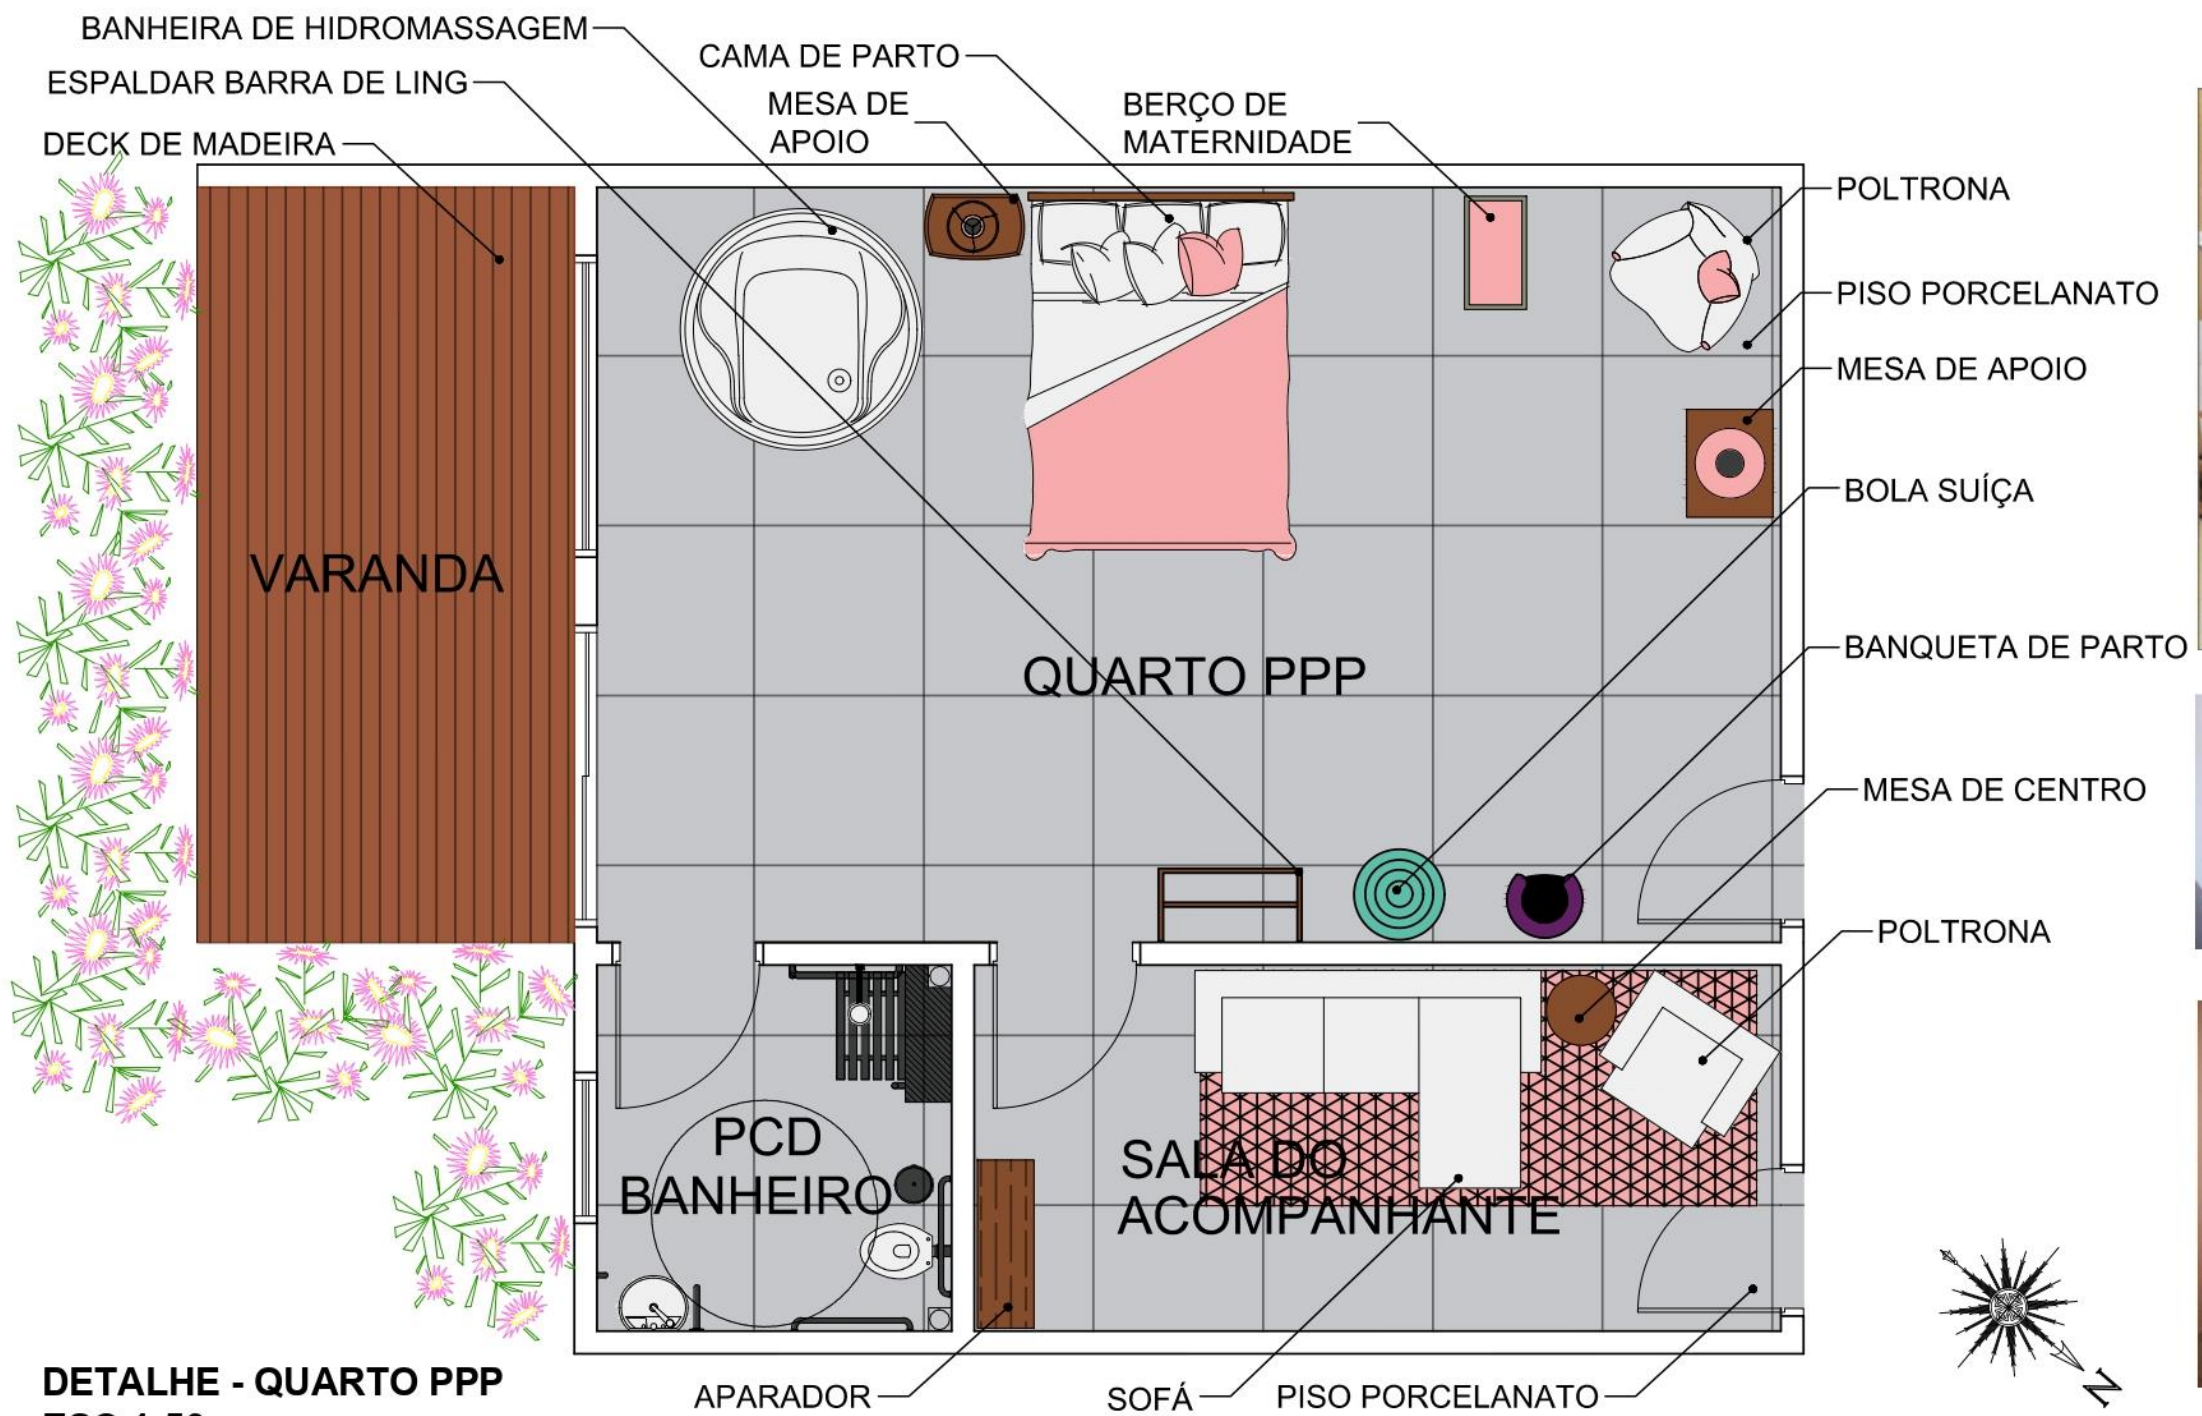 BANHEIRA DE HIDROMASSAGEM
ESPALDAR BARRA DE LING
DECK DE MADEIRA
CAMA DE PARTO
MESA DE
APOIO
BERÇO DE
MATERNIDADE
POLTRONA
PISO PORCELANATO
MESA DE APOIO
BOLA SUÍÇA
BANQUETA DE PARTO
MESA DE CENTRO
POLTRONA
VARANDA
QUARTO PPP
PCD
BANHEIRO
SALA DO
ACOMPANHANTE
APARADOR
SOFÁ
PISO PORCELANATO
N
DETALHE - QUARTO PPP